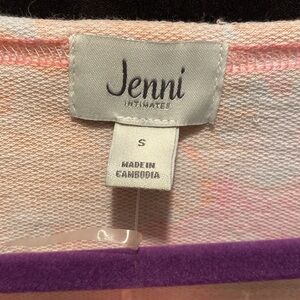 Jenni
INTIMATES
S
MADE IN
CAMBODIA